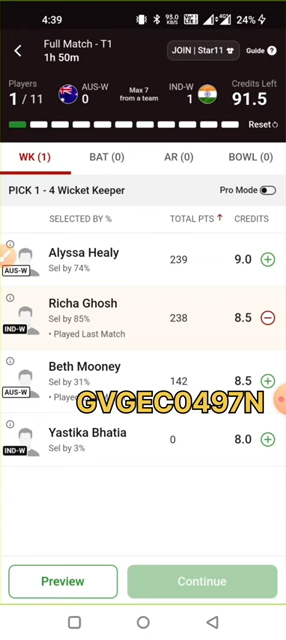 4:39
93.0 KB/S
24%
Full Match - T1
1h 50m
JOIN | Star11
Guide
Players
1 / 11
AUS-W
0
Max 7
from a team
IND-W
1
Credits Left
91.5
Reset
WK (1)
BAT (0)
AR (0)
BOWL (0)
PICK 1 - 4 Wicket Keeper
Pro Mode
SELECTED BY %
TOTAL PTS
CREDITS
Alyssa Healy
Sel by 74%
AUS-W
239
9.0
Richa Ghosh
Sel by 85%
• Played Last Match
IND-W
238
8.5
Beth Mooney
Sel by 31%
AUS-W
• Playe
142
8.5
GVGEC0497N
Yastika Bhatia
Sel by 3%
IND-W
0
8.0
Preview
Continue